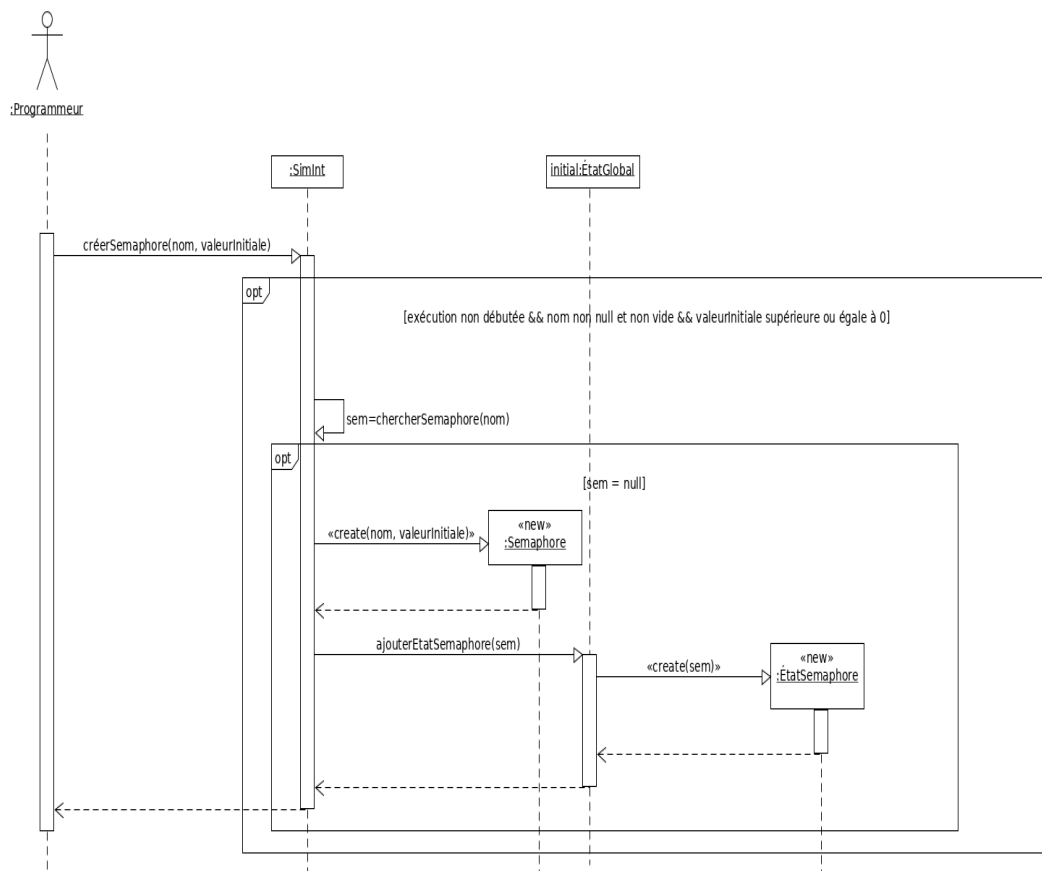 :Programmeur
:SimInt
initial:ÉtatGlobal
créerSemaphore(nom, valeurInitiale)
opt
[exécution non débutée && nom non null et non vide && valeurInitiale supérieure ou égale à 0]
sem=chercherSemaphore(nom)
opt
[sem = null]
«new»
:Semaphore
«create(nom, valeurInitiale)»
ajouterEtatSemaphore(sem)
«new»
:ÉtatSemaphore
«create(sem)»